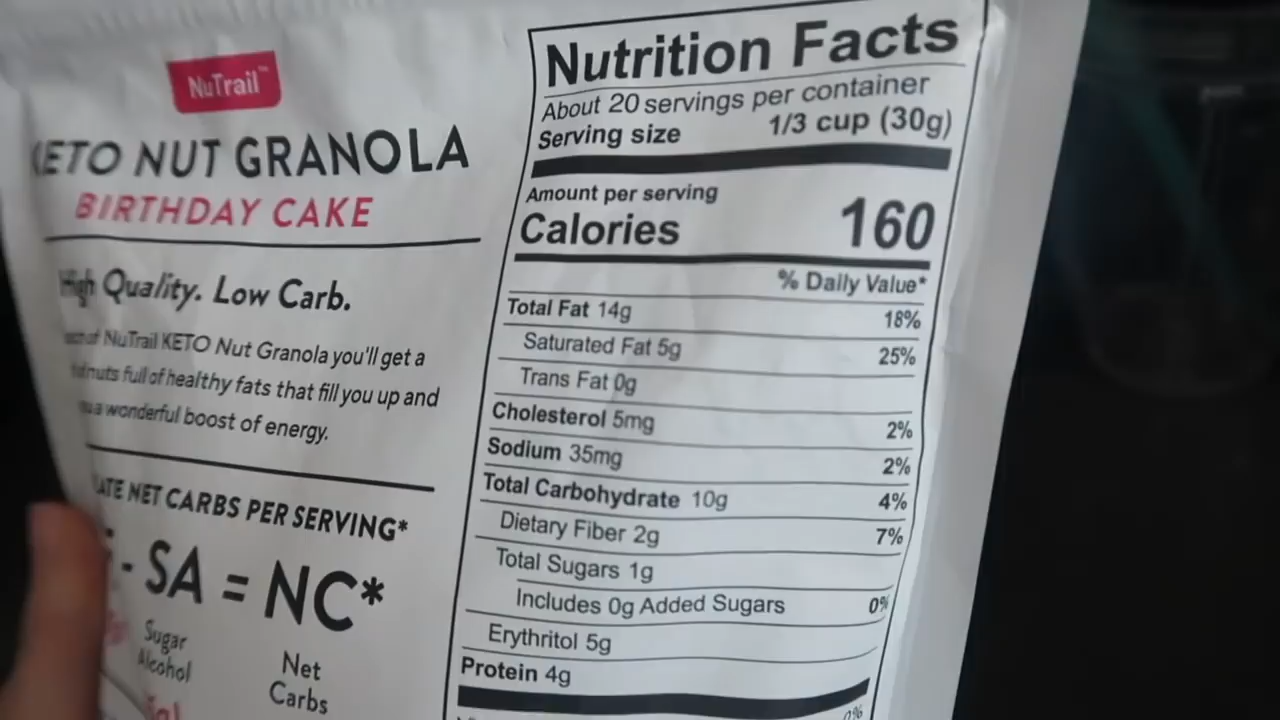 NuTrail™
KETO NUT GRANOLA
BIRTHDAY CAKE
High Quality. Low Carb.
of NuTrail KETO Nut Granola you'll get a
nuts full of healthy fats that fill you up and
a wonderful boost of energy.
NET CARBS PER SERVING*
- SA = NC*
Sugar
Alcohol
Net
Carbs
Nutrition Facts
About 20 servings per container
Serving size 1/3 cup (30g)
Amount per serving
Calories 160
% Daily Value*
Total Fat 14g 18%
Saturated Fat 5g 25%
Trans Fat 0g
Cholesterol 5mg 2%
Sodium 35mg 2%
Total Carbohydrate 10g 4%
Dietary Fiber 2g 7%
Total Sugars 1g
Includes 0g Added Sugars 0%
Erythritol 5g
Protein 4g
0%